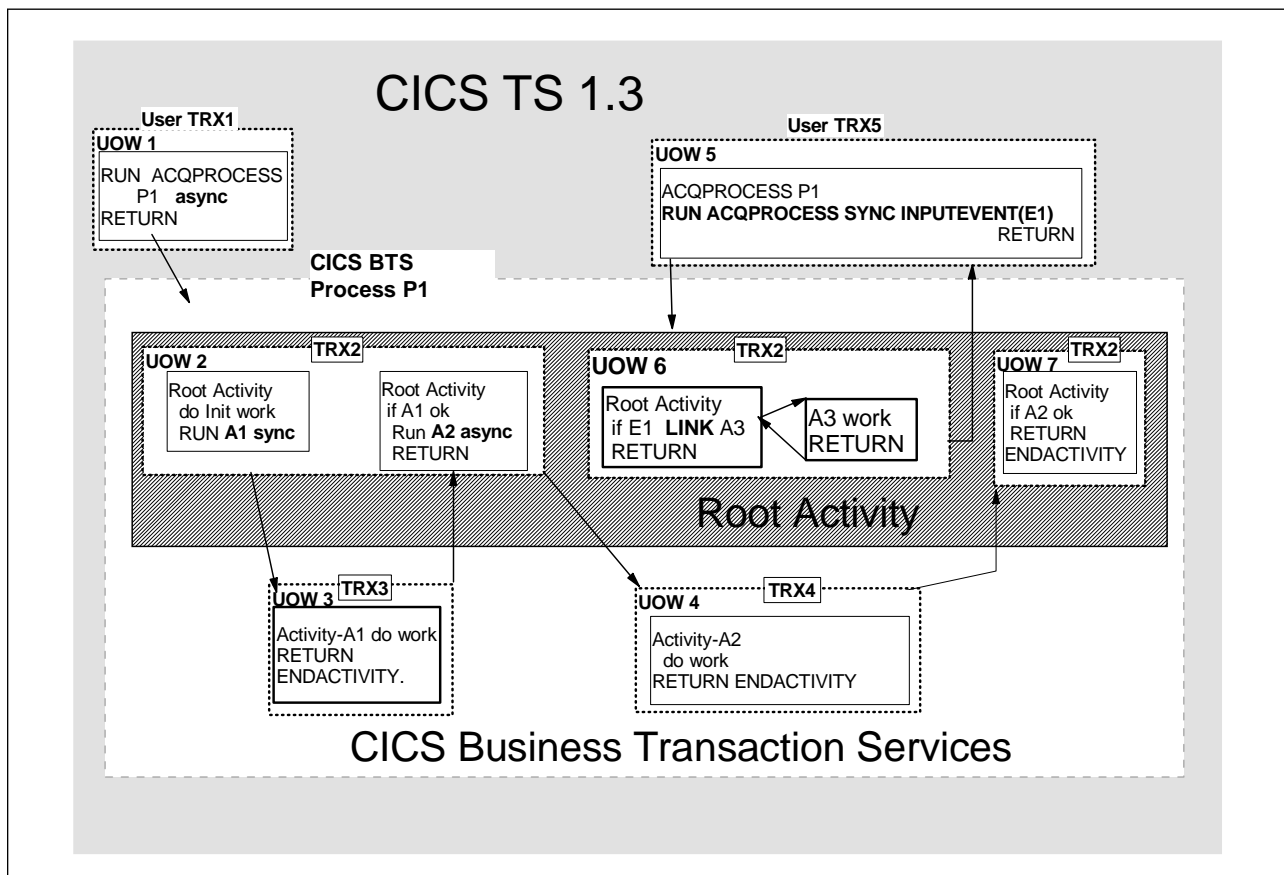 CICS TS 1.3
User TRX1
UOW 1
RUN ACQPROCESS
P1 async
RETURN
User TRX5
UOW 5
ACQPROCESS P1
RUN ACQPROCESS SYNC INPUTEVENT(E1)
RETURN
CICS BTS
Process P1
TRX2
UOW 2
Root Activity
do Init work
RUN A1 sync
Root Activity
if A1 ok
Run A2 async
RETURN
TRX2
UOW 6
Root Activity
if E1 LINK A3
RETURN
A3 work
RETURN
TRX2
UOW 7
Root Activity
if A2 ok
RETURN
ENDACTIVITY
Root Activity
TRX3
UOW 3
Activity-A1 do work
RETURN
ENDACTIVITY.
TRX4
UOW 4
Activity-A2
do work
RETURN ENDACTIVITY
CICS Business Transaction Services